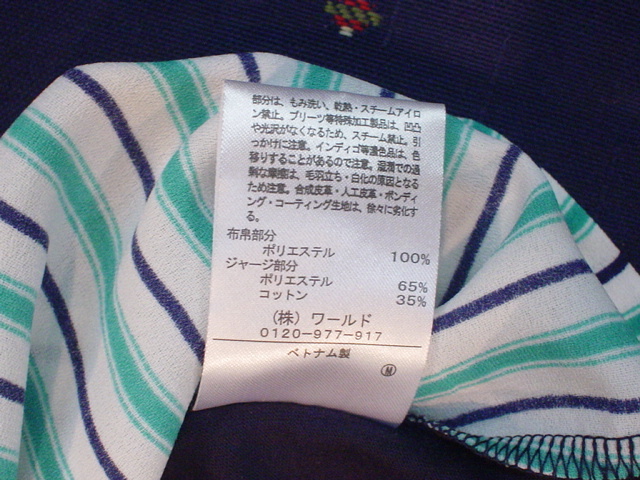 部分は、もみ洗い、乾熱・スチームアイロ
ン禁止。プリーツ等特殊加工製品は、凹凸
や光沢がなくなるため、スチーム禁止。引
っかけに注意。インディゴ等濃色品は、色
移りすることがあるので注意。湿潤での過
剰な摩擦は、毛羽立ち・白化の原因となる
ため注意。合成皮革・人工皮革・ボンディ
ング・コーティング生地は、徐々に劣化す
る。
布帛部分
ポリエステル 100%
ジャージ部分
ポリエステル 65%
コットン 35%
(株) ワールド
0120-977-917
ベトナム製
Ⓜ